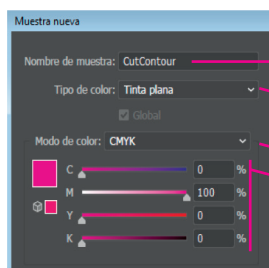 Muestra nueva
Nombre de muestra: CutContour
Tipo de color: Tinta plana
Global
Modo de color: CMYK
C 0 %
M 100 %
Y 0 %
K 0 %